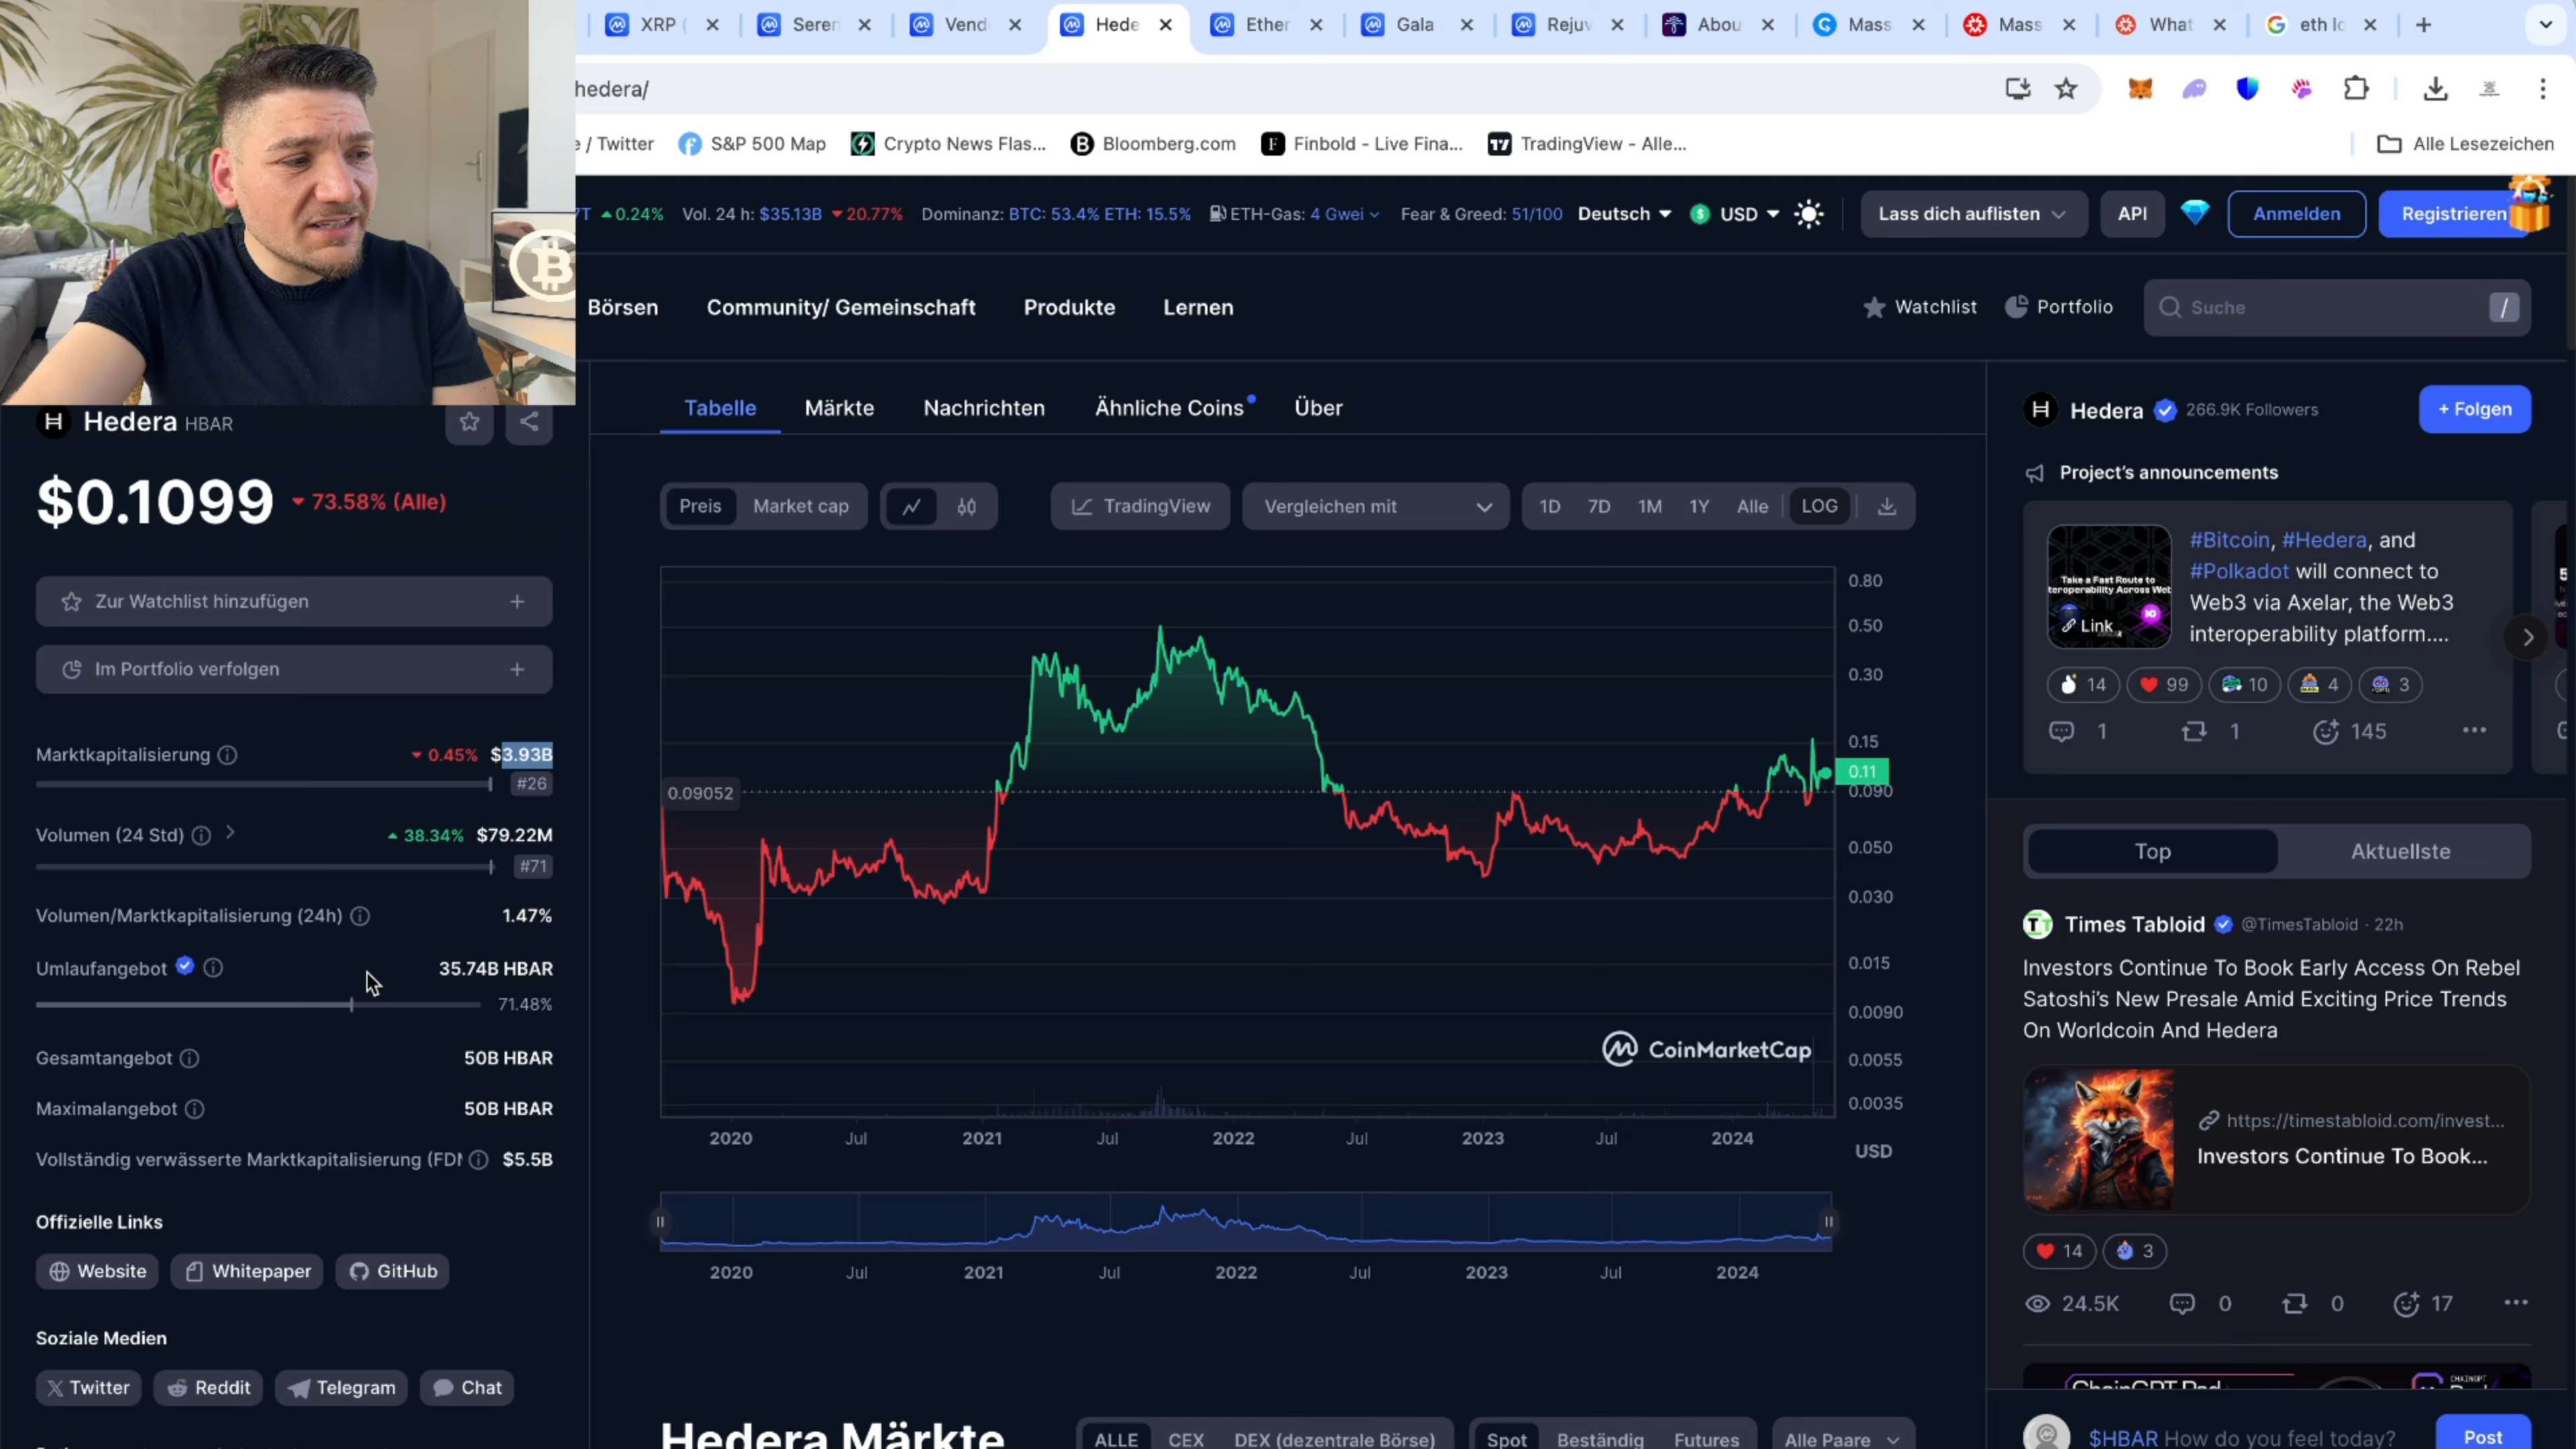 XRP ( Seren Vend Hede Ether Gala Rejuv Abou Mass Mass What eth lo
hedera/
e / Twitter S&P 500 Map Crypto News Flas... Bloomberg.com Finbold - Live Fina... TradingView - Alle... Alle Lesezeichen
7T 0.24% Vol. 24 h: $35.13B 20.77% Dominanz: BTC: 53.4% ETH: 15.5% ETH-Gas: 4 Gwei Fear & Greed: 51/100 Deutsch USD Lass dich auflisten API Anmelden Registrieren
Börsen Community/ Gemeinschaft Produkte Lernen Watchlist Portfolio Suche /
Hedera HBAR
$0.1099 73.58% (Alle)
Zur Watchlist hinzufügen +
Im Portfolio verfolgen +
Marktkapitalisierung 0.45% $3.93B
#26
Volumen (24 Std) 38.34% $79.22M
#71
Volumen/Marktkapitalisierung (24h) 1.47%
Umlaufangebot 35.74B HBAR
71.48%
Gesamtangebot 50B HBAR
Maximalangebot 50B HBAR
Vollständig verwässerte Marktkapitalisierung (FDM $5.5B
Offizielle Links
Website Whitepaper GitHub
Soziale Medien
Twitter Reddit Telegram Chat
Tabelle Märkte Nachrichten Ähnliche Coins Über
Preis Market cap TradingView Vergleichen mit 1D 7D 1M 1Y Alle LOG
0.80
0.50
0.30
0.15
0.11
0.09052 0.090
0.050
0.030
0.015
0.0090
CoinMarketCap
0.0055
0.0035
2020 Jul 2021 Jul 2022 Jul 2023 Jul 2024
USD
2020 Jul 2021 Jul 2022 Jul 2023 Jul 2024
Hedera Märkte ALLE CEX DEX (dezentrale Börse) Spot Beständig Futures Alle Paare
Hedera 266.9K Followers + Folgen
Project's announcements
Take a Fast Route to
teroperability Across Web
Link
#Bitcoin, #Hedera, and
#Polkadot will connect to
Web3 via Axelar, the Web3
interoperability platform....
14 99 10 4 3
1 1 145
Top Aktuellste
Times Tabloid @TimesTabloid · 22h
Investors Continue To Book Early Access On Rebel
Satoshi's New Presale Amid Exciting Price Trends
On Worldcoin And Hedera
https://timestabloid.com/invest...
Investors Continue To Book...
14 3
24.5K 0 0 17
ChainGPT Pad
CHAINGPT
$HBAR How do you feel today? Post